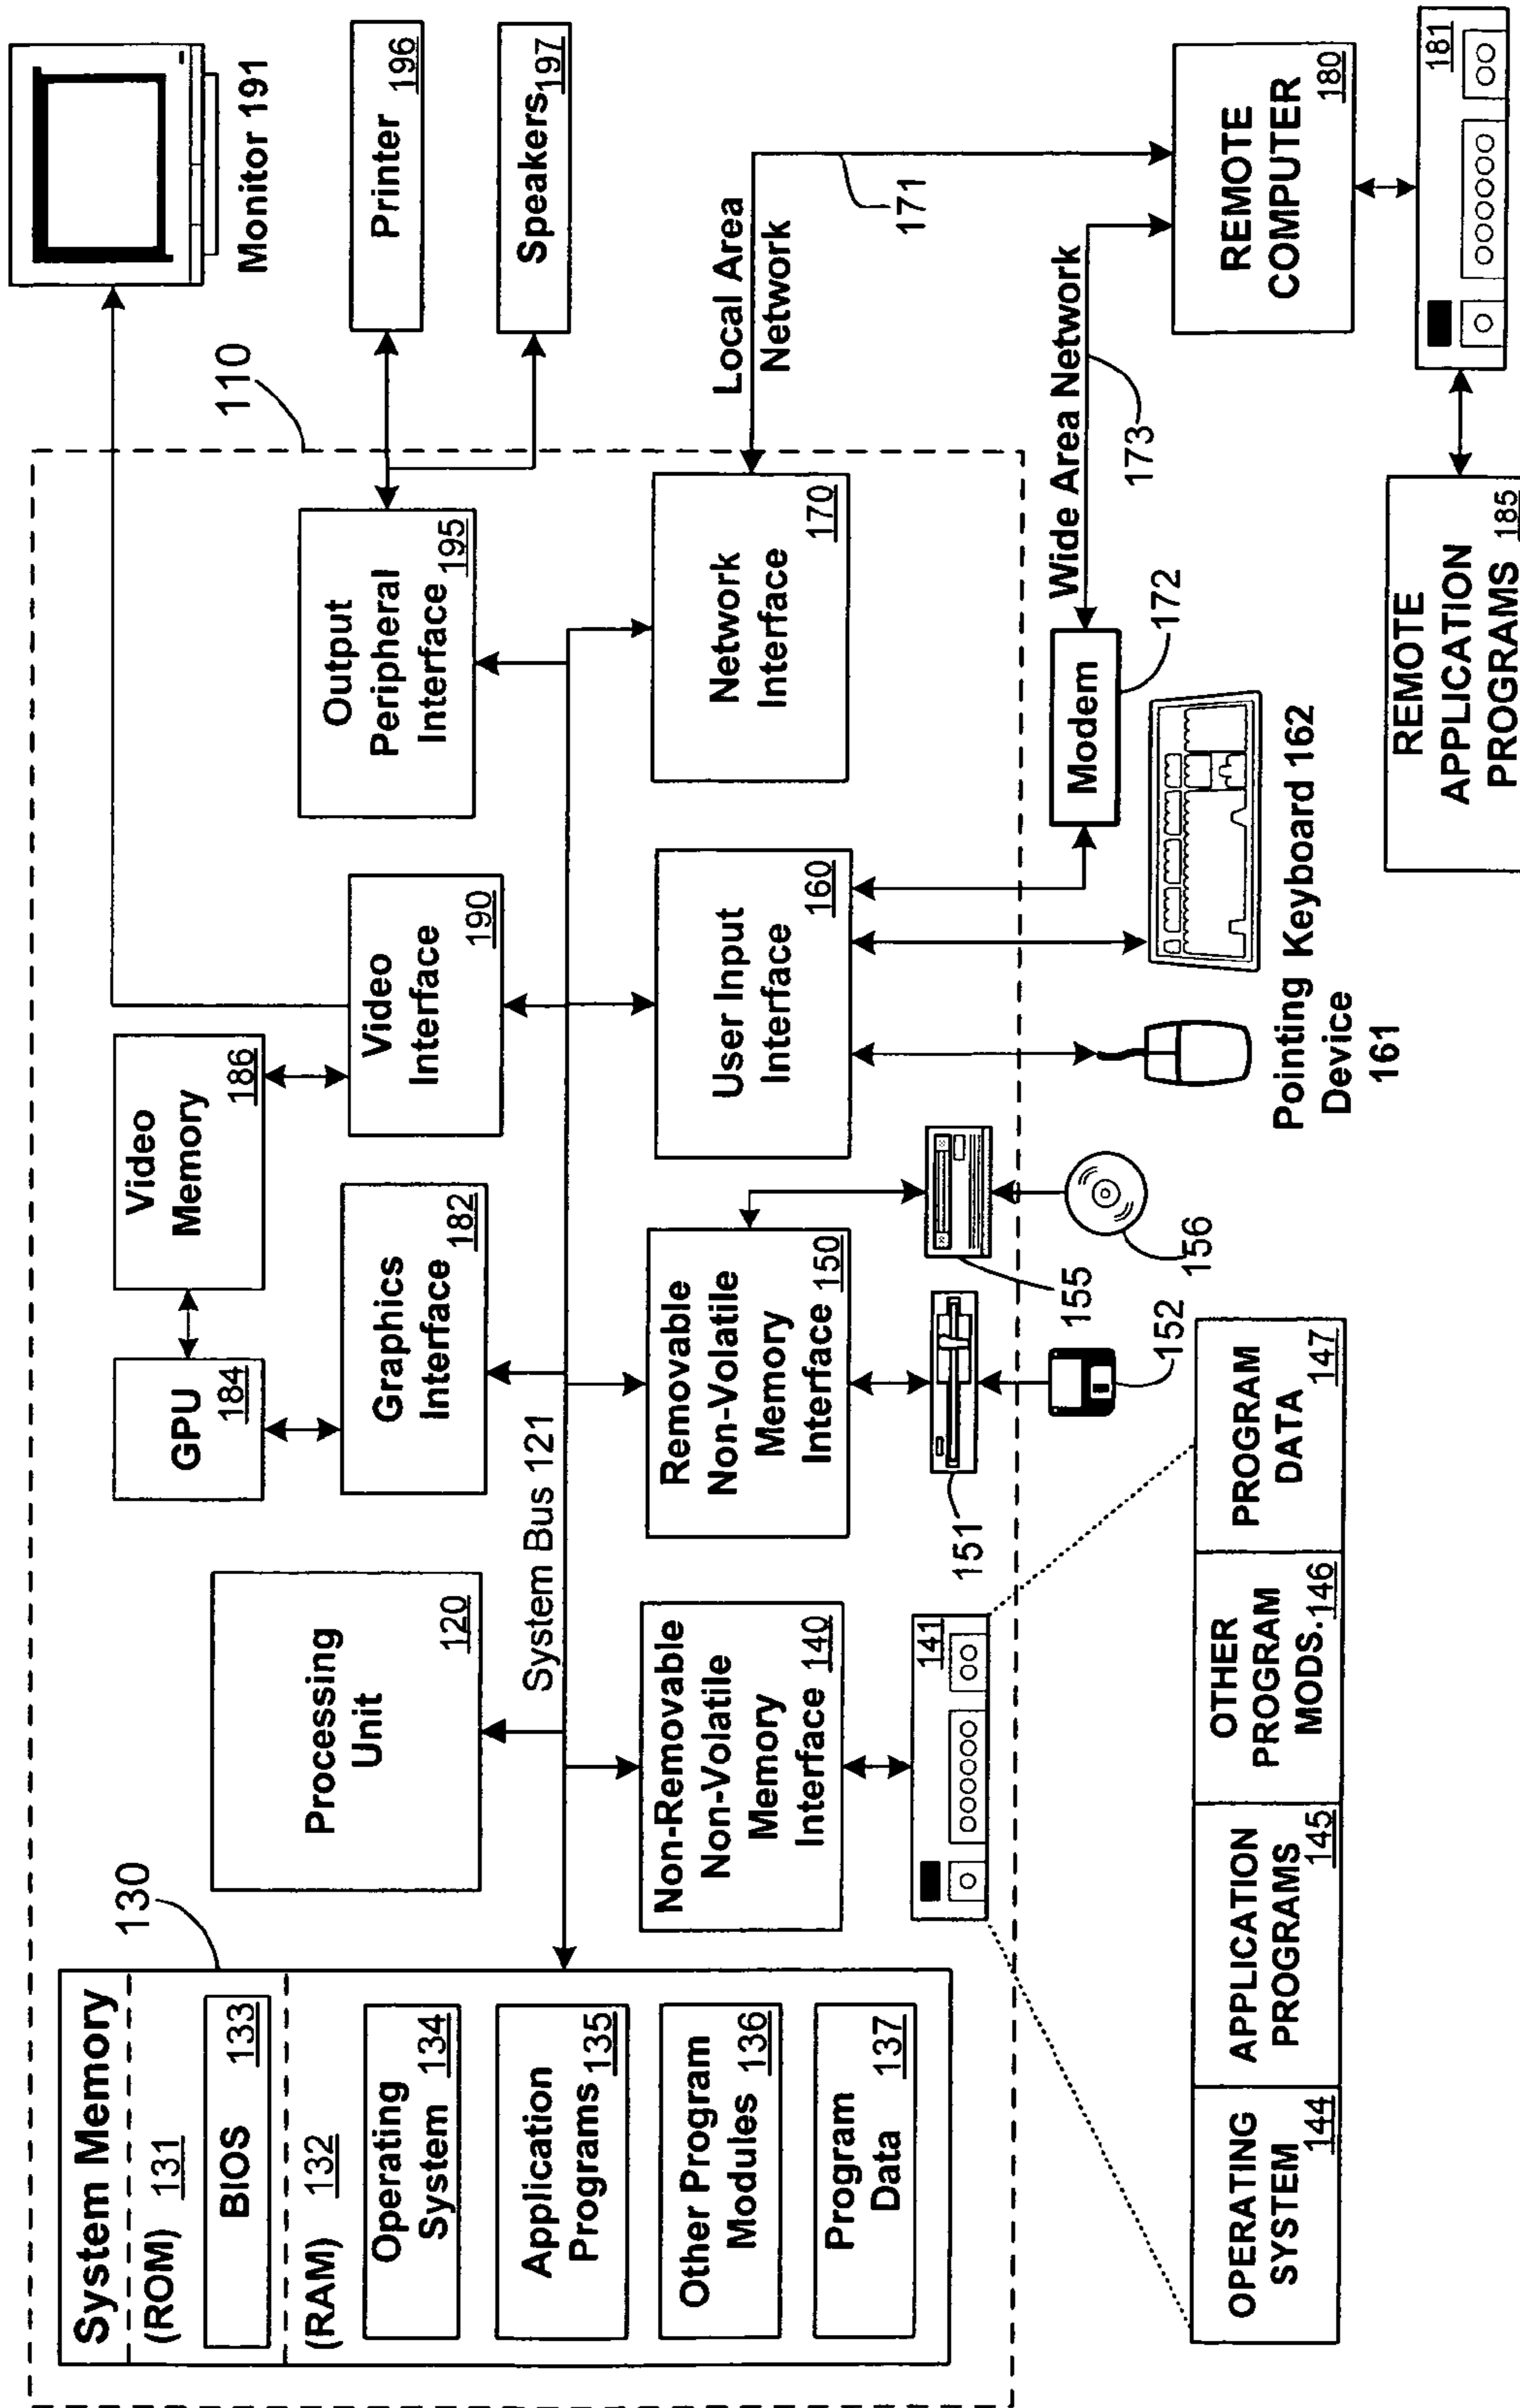 110
System Memory
(ROM) 131
BIOS 133
(RAM) 132
Operating
System 134
Application
Programs 135
Other Program
Modules 136
Program
Data 137
130
Processing
Unit
120
System Bus 121
GPU
184
Video
Memory
186
Graphics
Interface
182
Video
Interface
190
Output
Peripheral
Interface 195
Monitor 191
Printer
196
Speakers 197
Non-Removable
Non-Volatile
Memory
Interface 140
Removable
Non-Volatile
Memory
Interface 150
User Input
Interface
160
Network
Interface
170
Local Area
Network
171
141
151
155
152
156
Modem
172
Wide Area Network
173
Pointing
Device
161
Keyboard 162
REMOTE
COMPUTER
180
181
REMOTE
APPLICATION
PROGRAMS 185
OPERATING
SYSTEM 144
APPLICATION
PROGRAMS 145
OTHER
PROGRAM
MODS. 146
PROGRAM
DATA 147